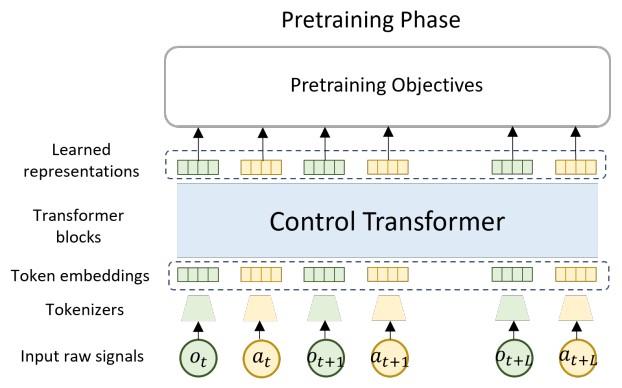 Pretraining Phase
Pretraining Objectives
Learned
representations
Transformer
blocks
Control Transformer
Token embeddings
Tokenizers
Input raw signals
o_t a_t o_{t+1} a_{t+1} o_{t+L} a_{t+L}